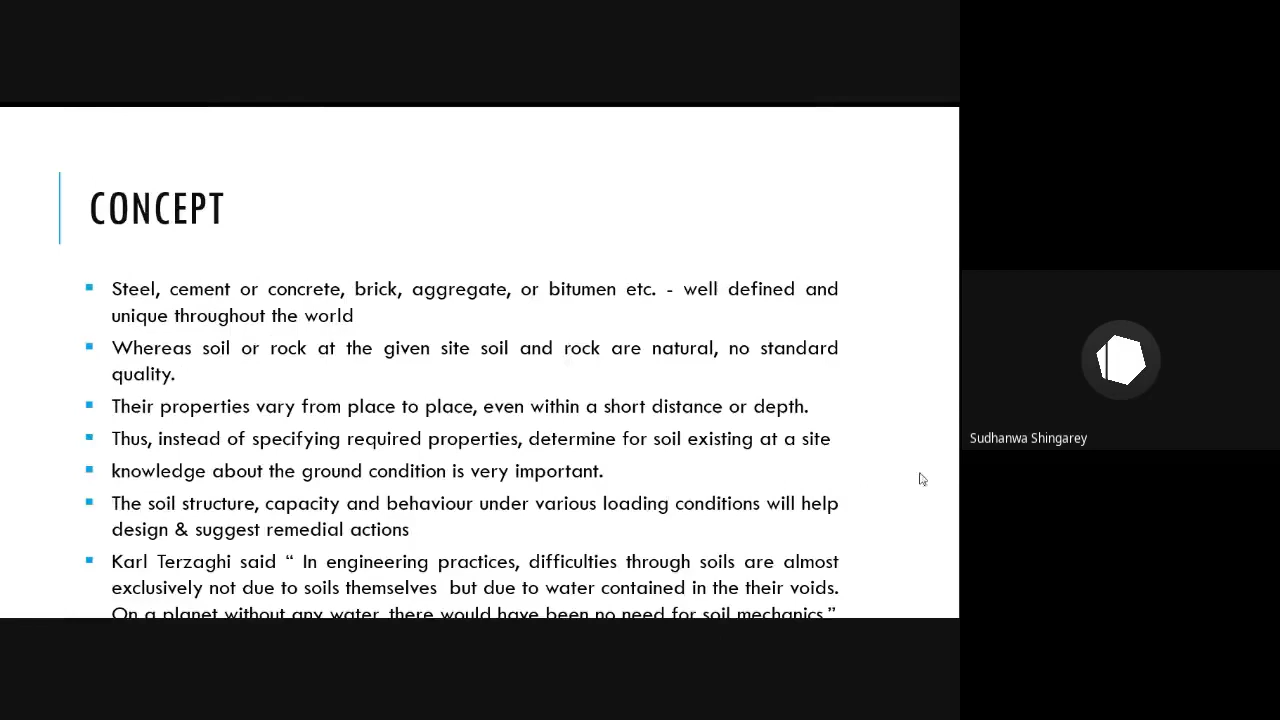 CONCEPT
Steel, cement or concrete, brick, aggregate, or bitumen etc. - well defined and
unique throughout the world
Whereas soil or rock at the given site soil and rock are natural, no standard
quality.
Their properties vary from place to place, even within a short distance or depth.
Thus, instead of specifying required properties, determine for soil existing at a site
knowledge about the ground condition is very important.
The soil structure, capacity and behaviour under various loading conditions will help
design & suggest remedial actions
Karl Terzaghi said “ In engineering practices, difficulties through soils are almost
exclusively not due to soils themselves but due to water contained in the their voids.
On a planet without any water, there would have been no need for soil mechanics.”
Sudhanwa Shingarey